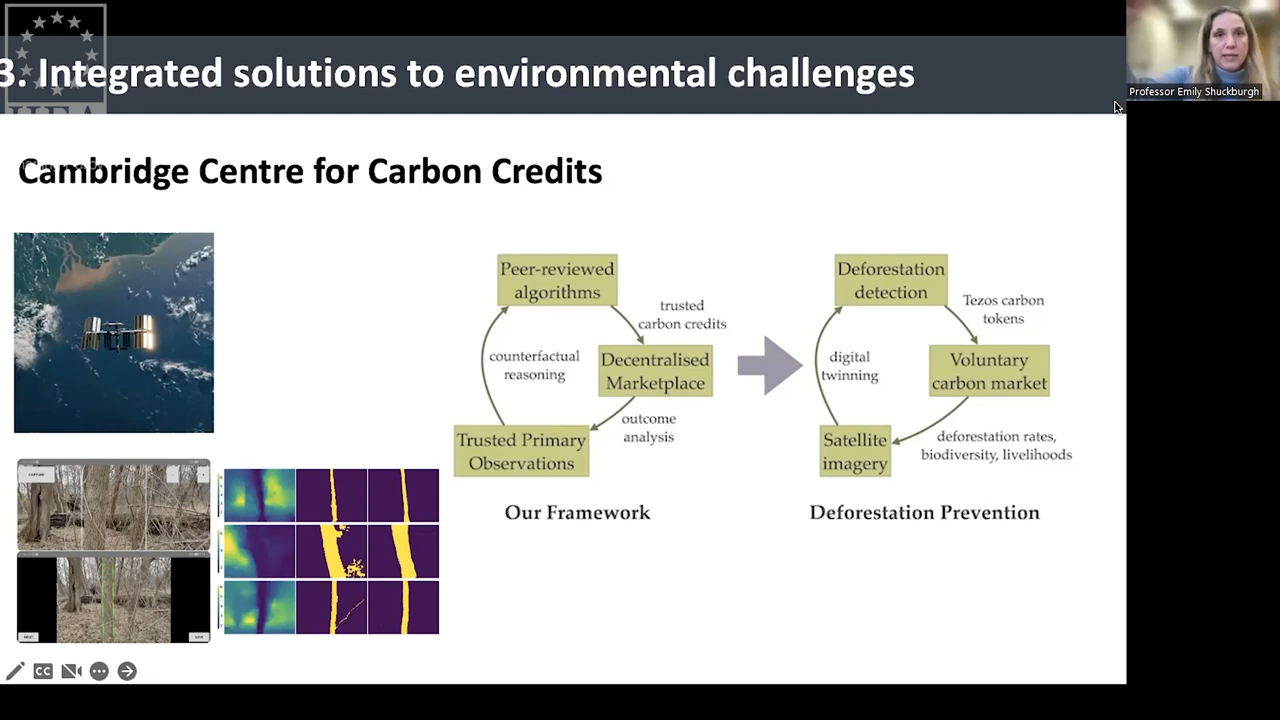 3. Integrated solutions to environmental challenges
Professor Emily Shuckburgh
Cambridge Centre for Carbon Credits
Peer-reviewed
algorithms
trusted
carbon credits
counterfactual
reasoning
Decentralised
Marketplace
outcome
analysis
Trusted Primary
Observations
Our Framework
Deforestation
detection
Tezos carbon
tokens
digital
twinning
Voluntary
carbon market
Satellite
imagery
deforestation rates,
biodiversity, livelihoods
Deforestation Prevention
CC